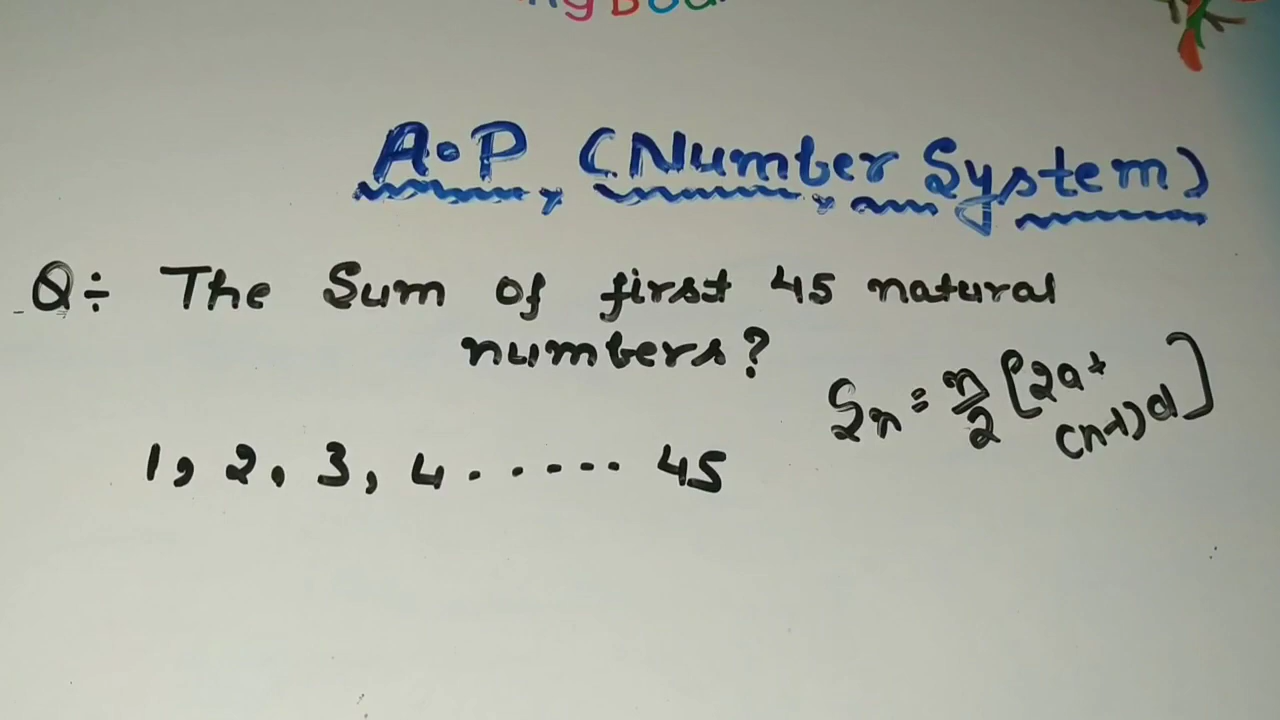 A.P (Number System)
Q÷ The Sum of first 45 natural
numbers?
Sn = n/2 [2a+
(n-1)d]
1, 2, 3, 4...... 45